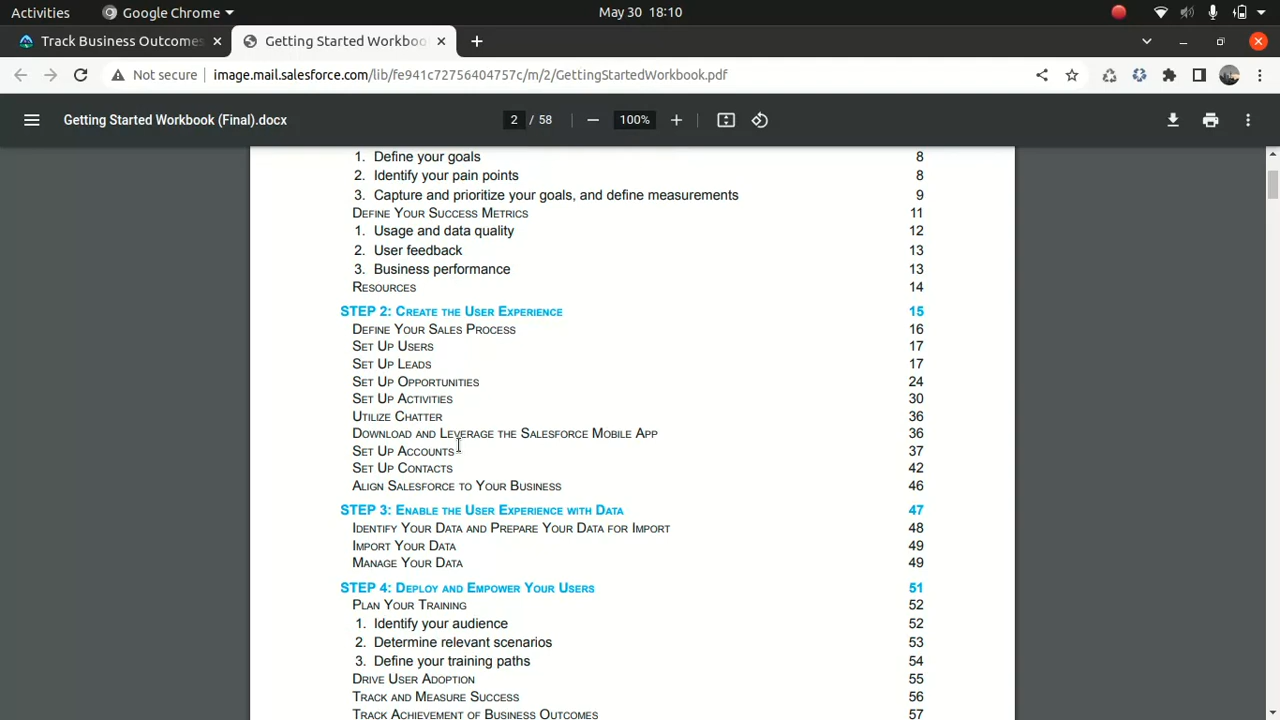 Activities Google Chrome May 30 18:10
Track Business Outcomes Getting Started Workboo
Not secure image.mail.salesforce.com/lib/fe941c72756404757c/m/2/GettingStartedWorkbook.pdf
Getting Started Workbook (Final).docx 2 / 58 100%
1. Define your goals 8
2. Identify your pain points 8
3. Capture and prioritize your goals, and define measurements 9
DEFINE YOUR SUCCESS METRICS 11
1. Usage and data quality 12
2. User feedback 13
3. Business performance 13
RESOURCES 14
STEP 2: CREATE THE USER EXPERIENCE 15
DEFINE YOUR SALES PROCESS 16
SET UP USERS 17
SET UP LEADS 17
SET UP OPPORTUNITIES 24
SET UP ACTIVITIES 30
UTILIZE CHATTER 36
DOWNLOAD AND LEVERAGE THE SALESFORCE MOBILE APP 36
SET UP ACCOUNTS 37
SET UP CONTACTS 42
ALIGN SALESFORCE TO YOUR BUSINESS 46
STEP 3: ENABLE THE USER EXPERIENCE WITH DATA 47
IDENTIFY YOUR DATA AND PREPARE YOUR DATA FOR IMPORT 48
IMPORT YOUR DATA 49
MANAGE YOUR DATA 49
STEP 4: DEPLOY AND EMPOWER YOUR USERS 51
PLAN YOUR TRAINING 52
1. Identify your audience 52
2. Determine relevant scenarios 53
3. Define your training paths 54
DRIVE USER ADOPTION 55
TRACK AND MEASURE SUCCESS 56
TRACK ACHIEVEMENT OF BUSINESS OUTCOMES 57